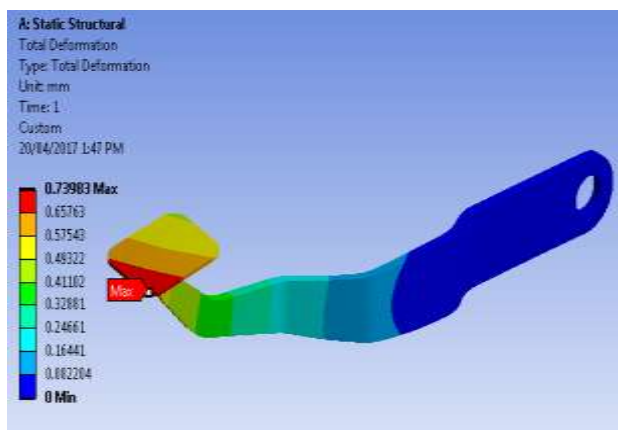 A: Static Structural
Total Deformation
Type: Total Deformation
Unit: mm
Time: 1
Custom
20/04/2017 1:47 PM
0.73983 Max
0.65763
0.57543
0.49322
0.41102
0.32881
0.24661
0.16441
0.082204
0 Min
Max